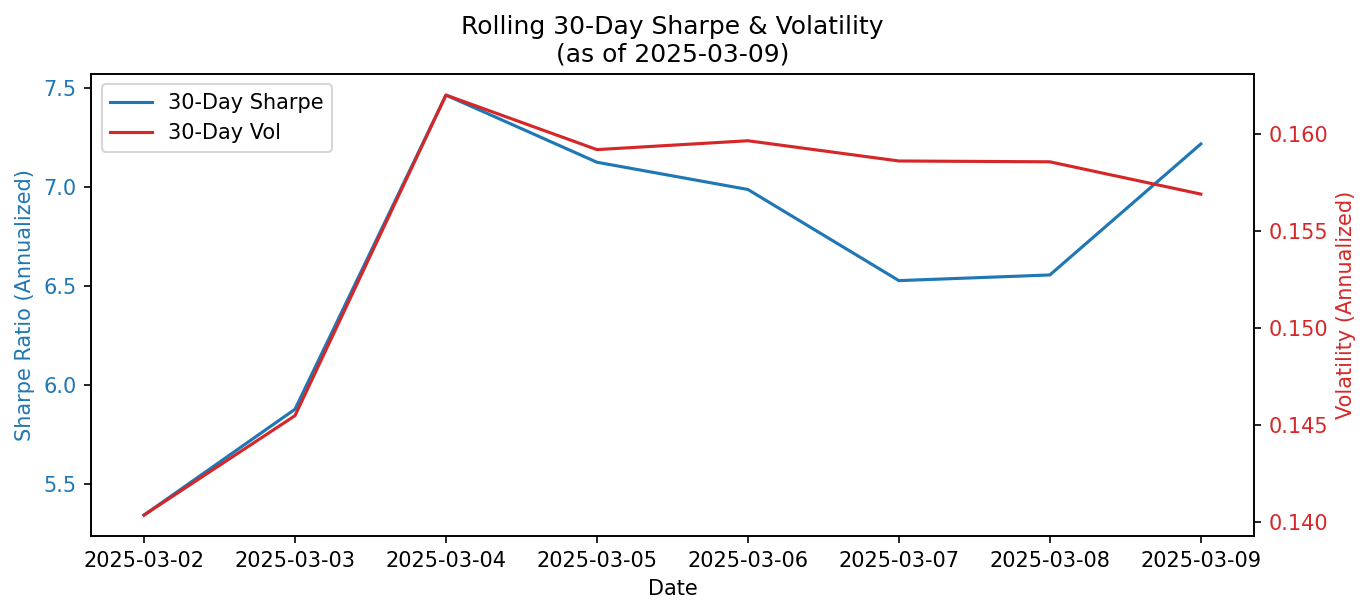 Rolling 30-Day Sharpe & Volatility
(as of 2025-03-09)
30-Day Sharpe
30-Day Vol
Sharpe Ratio (Annualized)
7.5
7.0
6.5
6.0
5.5
0.160
0.155
0.150
0.145
0.140
Volatility (Annualized)
2025-03-02 2025-03-03 2025-03-04 2025-03-05 2025-03-06 2025-03-07 2025-03-08 2025-03-09
Date